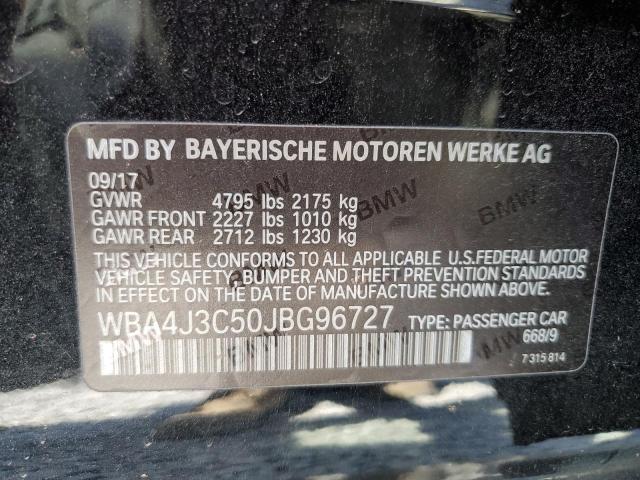 MFD BY BAYERISCHE MOTOREN WERKE AG
09/17
GVWR 4795 lbs 2175 kg
GAWR FRONT 2227 lbs 1010 kg
GAWR REAR 2712 lbs 1230 kg
THIS VEHICLE CONFORMS TO ALL APPLICABLE U.S.FEDERAL MOTOR
VEHICLE SAFETY, BUMPER AND THEFT PREVENTION STANDARDS
IN EFFECT ON THE DATE OF MANUFACTURE SHOWN ABOVE.
WBA4J3C50JBG96727 TYPE: PASSENGER CAR
668/9
7 315 814